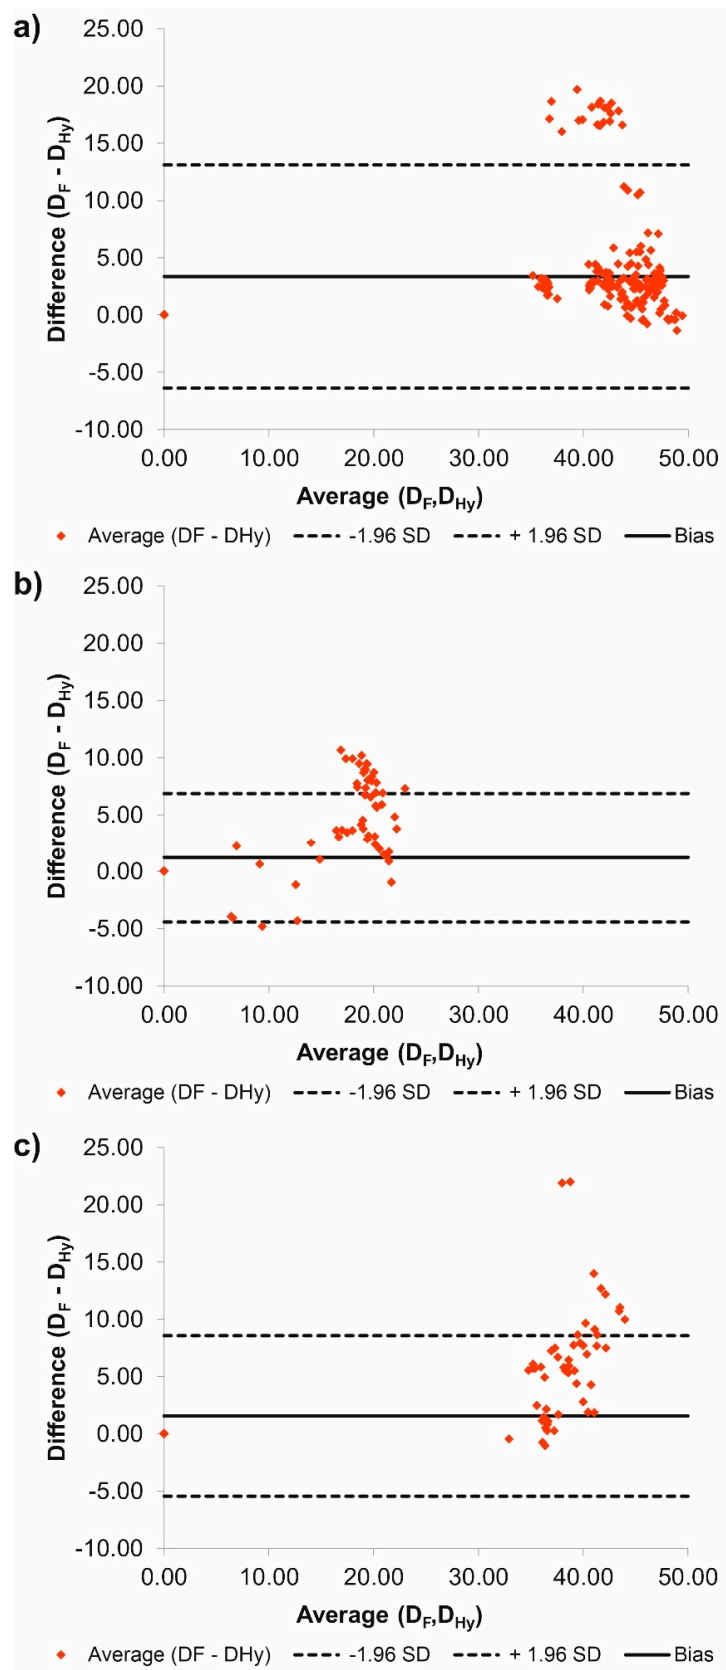 a)
25.00
20.00
15.00
10.00
5.00
0.00
-5.00
-10.00
Difference (DF - DHy)
0.00 10.00 20.00 30.00 40.00 50.00
Average (DF,DHy)
Average (DF - DHy) -1.96 SD + 1.96 SD Bias
b)
25.00
20.00
15.00
10.00
5.00
0.00
-5.00
-10.00
Difference (DF - DHy)
0.00 10.00 20.00 30.00 40.00 50.00
Average (DF,DHy)
Average (DF - DHy) -1.96 SD + 1.96 SD Bias
c)
25.00
20.00
15.00
10.00
5.00
0.00
-5.00
-10.00
Difference (DF - DHy)
0.00 10.00 20.00 30.00 40.00 50.00
Average (DF,DHy)
Average (DF - DHy) -1.96 SD + 1.96 SD Bias